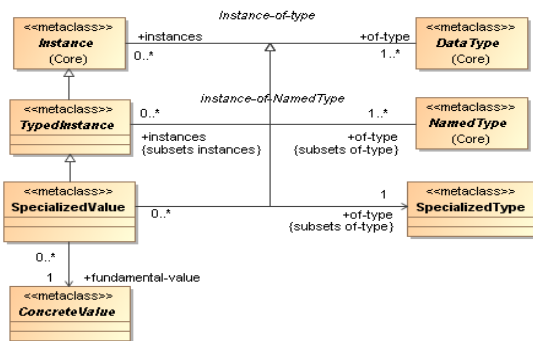 instance-of-type
<<metaclass>>
Instance
(Core)
+instances
0..*
+of-type
1..*
<<metaclass>>
DataType
(Core)
instance-of-NamedType
<<metaclass>>
TypedInstance
0..*
+instances
{subsets instances}
1..*
+of-type
{subsets of-type}
<<metaclass>>
NamedType
(Core)
<<metaclass>>
SpecializedValue
0..*
1
+of-type
{subsets of-type}
<<metaclass>>
SpecializedType
0..*
1
+fundamental-value
<<metaclass>>
ConcreteValue